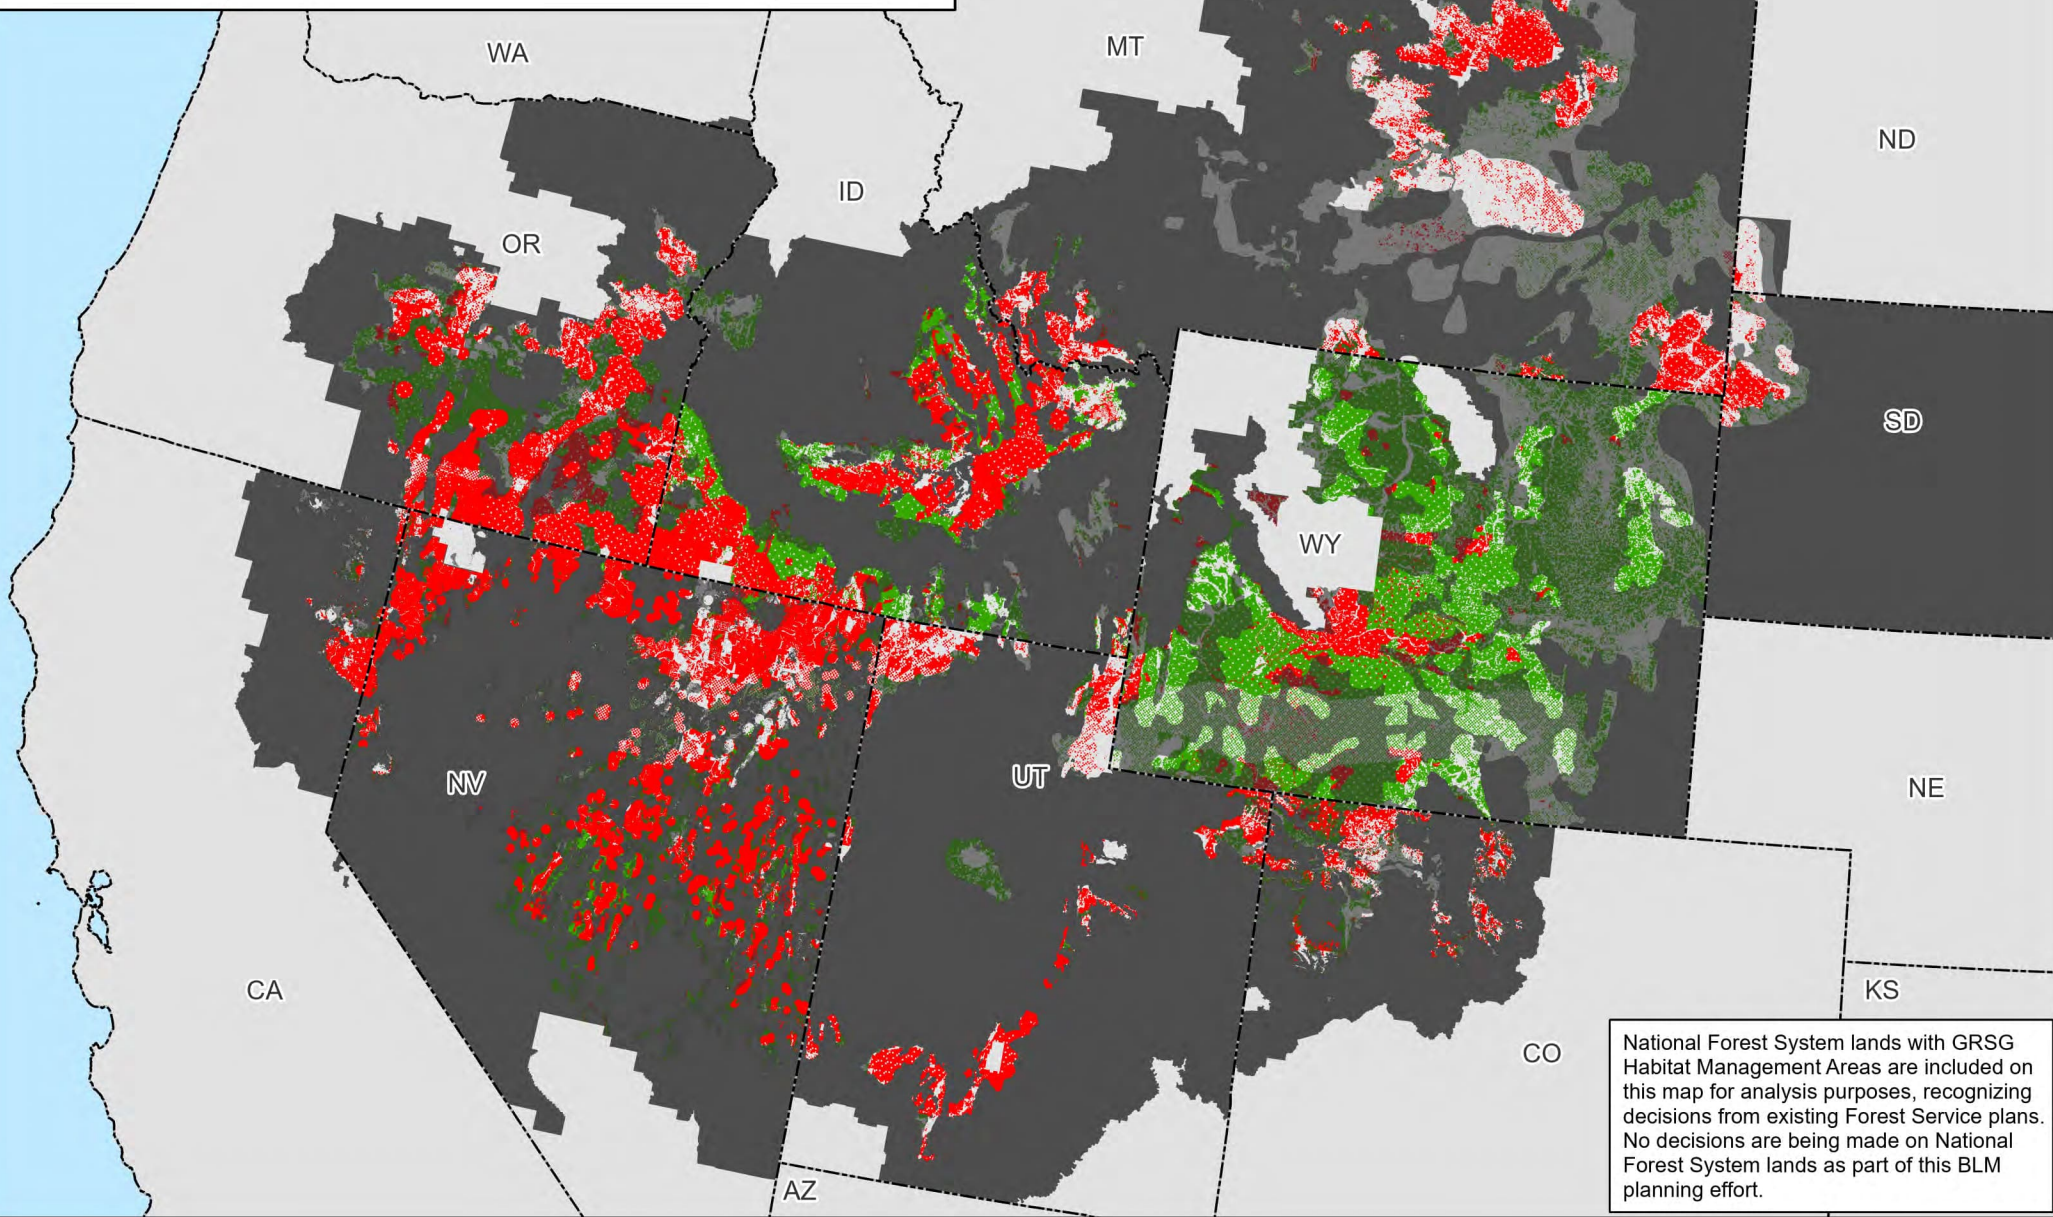 WA
MT
ND
ID
OR
SD
WY
NV
UT
NE
CA
KS
CO
AZ
National Forest System lands with GRSG
Habitat Management Areas are included on
this map for analysis purposes, recognizing
decisions from existing Forest Service plans.
No decisions are being made on National
Forest System lands as part of this BLM
planning effort.